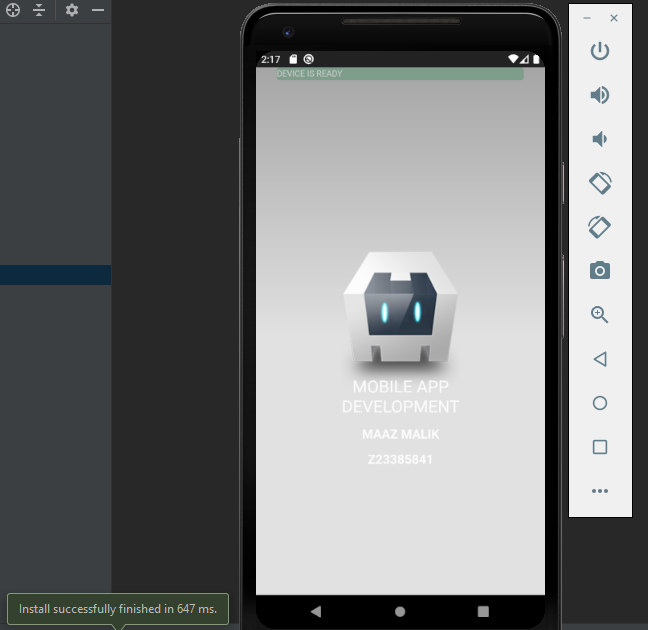 2:17
DEVICE IS READY
MOBILE APP
DEVELOPMENT
MAAZ MALIK
Z23385841
Install successfully finished in 647 ms.